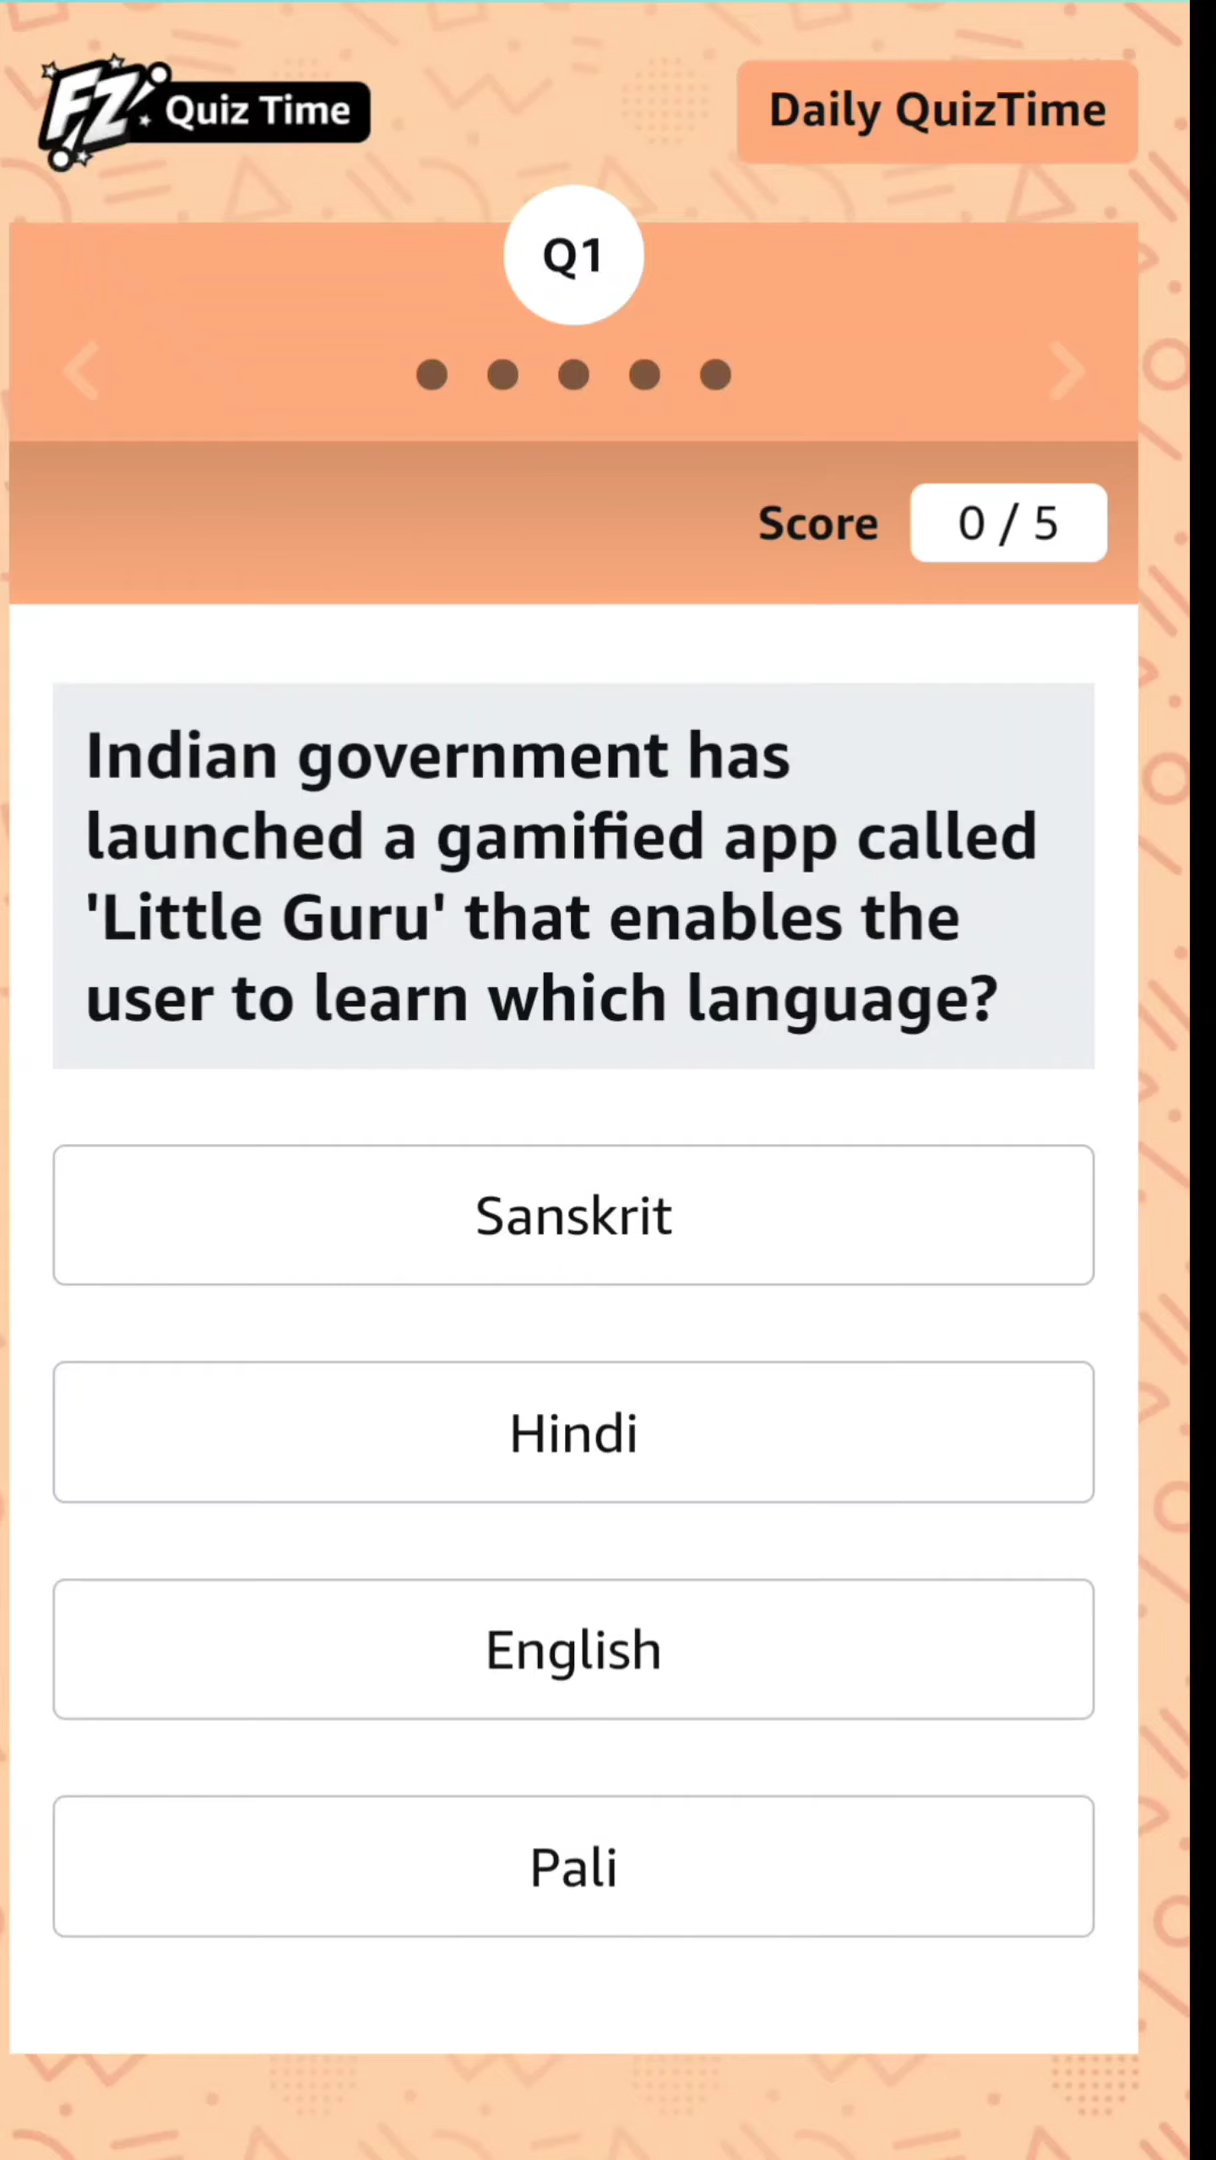 FZ Quiz Time
Daily QuizTime
Q1
Score 0 / 5
Indian government has
launched a gamified app called
'Little Guru' that enables the
user to learn which language?
Sanskrit
Hindi
English
Pali